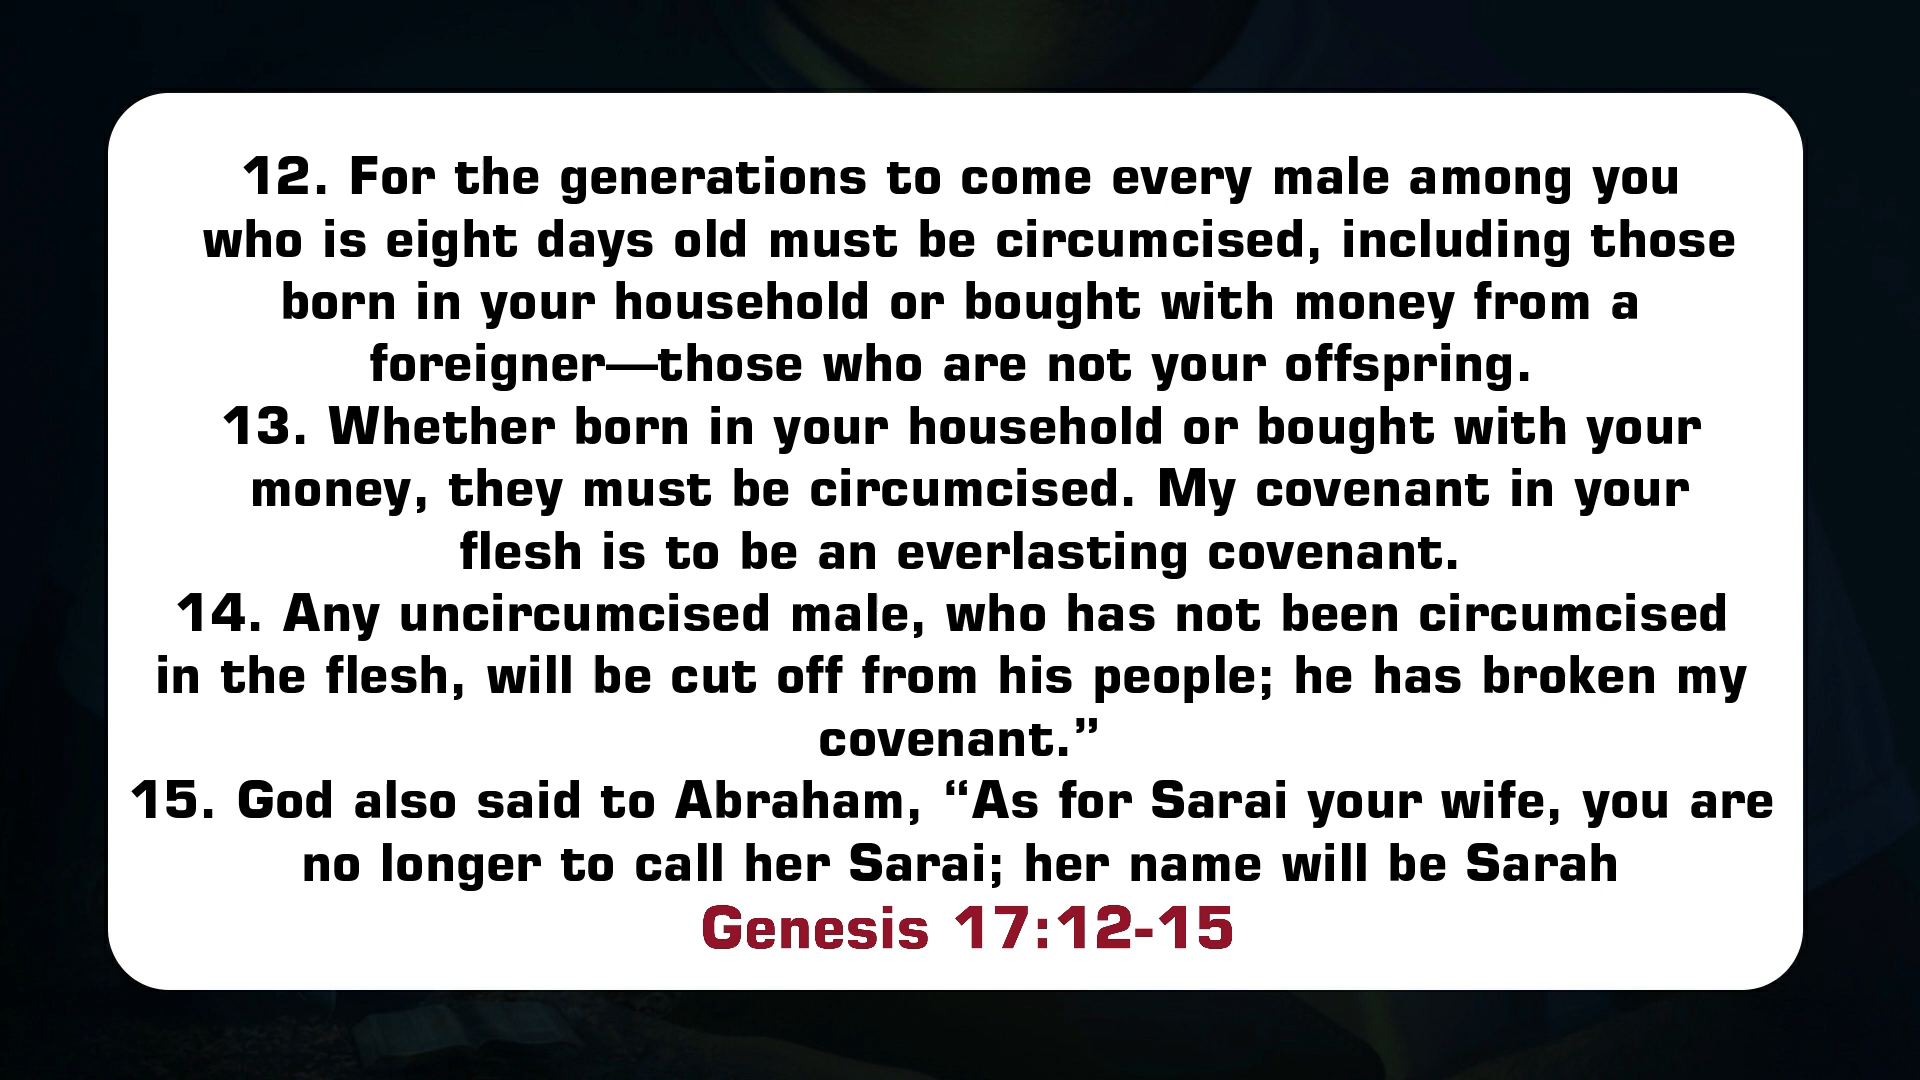 12. For the generations to come every male among you
who is eight days old must be circumcised, including those
born in your household or bought with money from a
foreigner—those who are not your offspring.
13. Whether born in your household or bought with your
money, they must be circumcised. My covenant in your
flesh is to be an everlasting covenant.
14. Any uncircumcised male, who has not been circumcised
in the flesh, will be cut off from his people; he has broken my
covenant.”
15. God also said to Abraham, “As for Sarai your wife, you are
no longer to call her Sarai; her name will be Sarah
Genesis 17:12-15